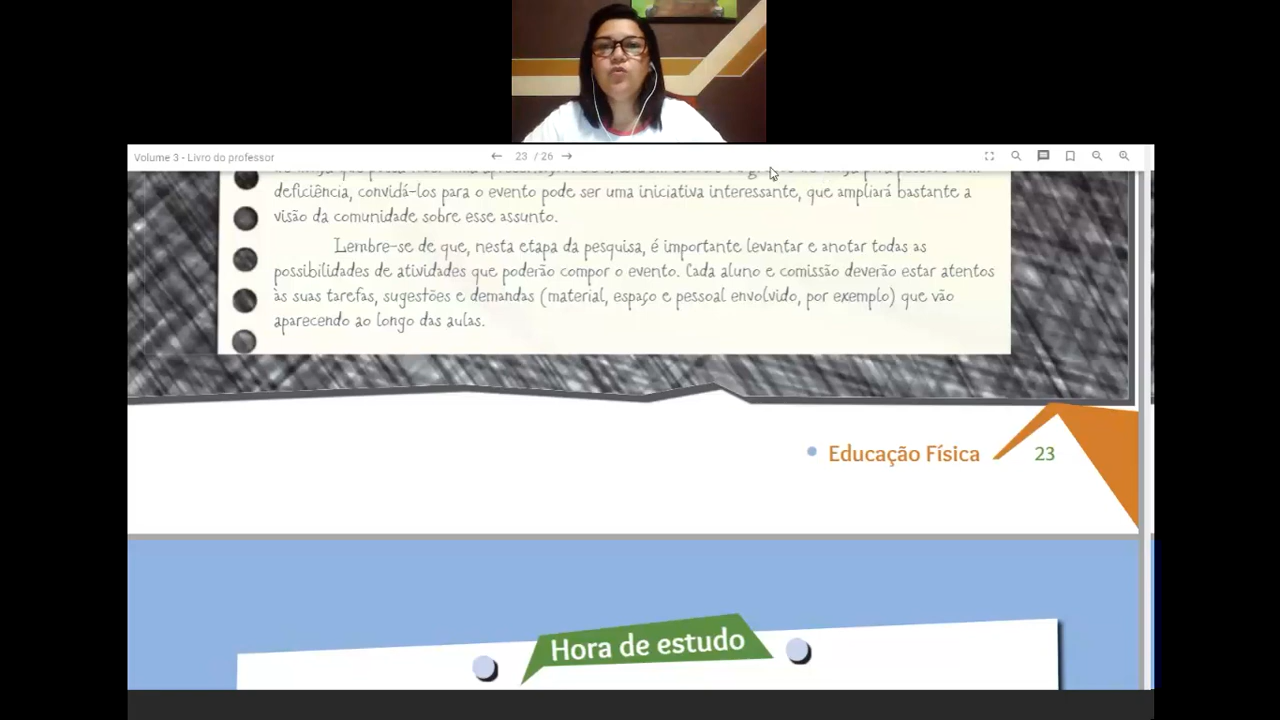 Volume 3 - Livro do professor
23 / 26
deficiência, convidá-los para o evento pode ser uma iniciativa interessante, que ampliará bastante a
visão da comunidade sobre esse assunto.
Lembre-se de que, nesta etapa da pesquisa, é importante levantar e anotar todas as
possibilidades de atividades que poderão compor o evento. Cada aluno e comissão deverão estar atentos
às suas tarefas, sugestões e demandas (material, espaço e pessoal envolvido, por exemplo) que vão
aparecendo ao longo das aulas.
Educação Física 23
Hora de estudo